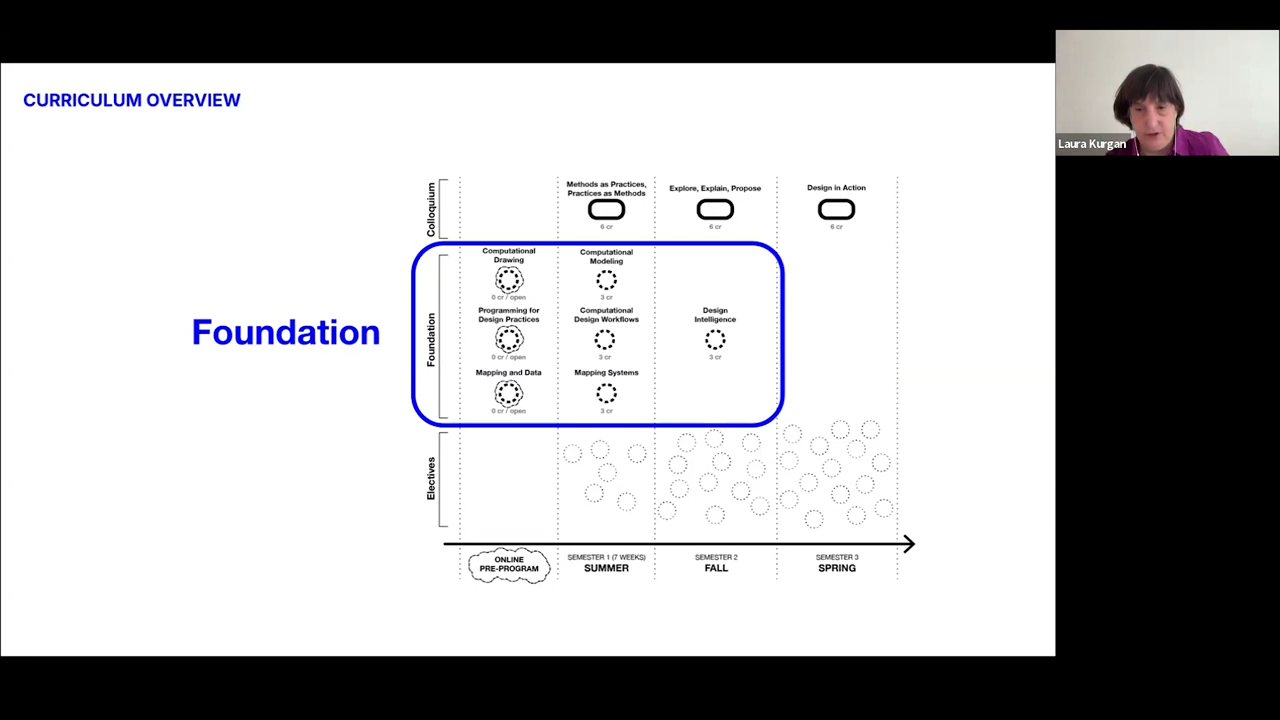 CURRICULUM OVERVIEW
Laura Kurgan
Foundation
Colloquium
Methods as Practices,
Practices as Methods
6 cr
Explore, Explain, Propose
6 cr
Design in Action
6 cr
Foundation
Computational
Drawing
0 cr / open
Computational
Modeling
3 cr
Programming for
Design Practices
0 cr / open
Computational
Design Workflows
3 cr
Design
Intelligence
3 cr
Mapping and Data
0 cr / open
Mapping Systems
3 cr
Electives
ONLINE
PRE-PROGRAM
SEMESTER 1 (7 WEEKS)
SUMMER
SEMESTER 2
FALL
SEMESTER 3
SPRING